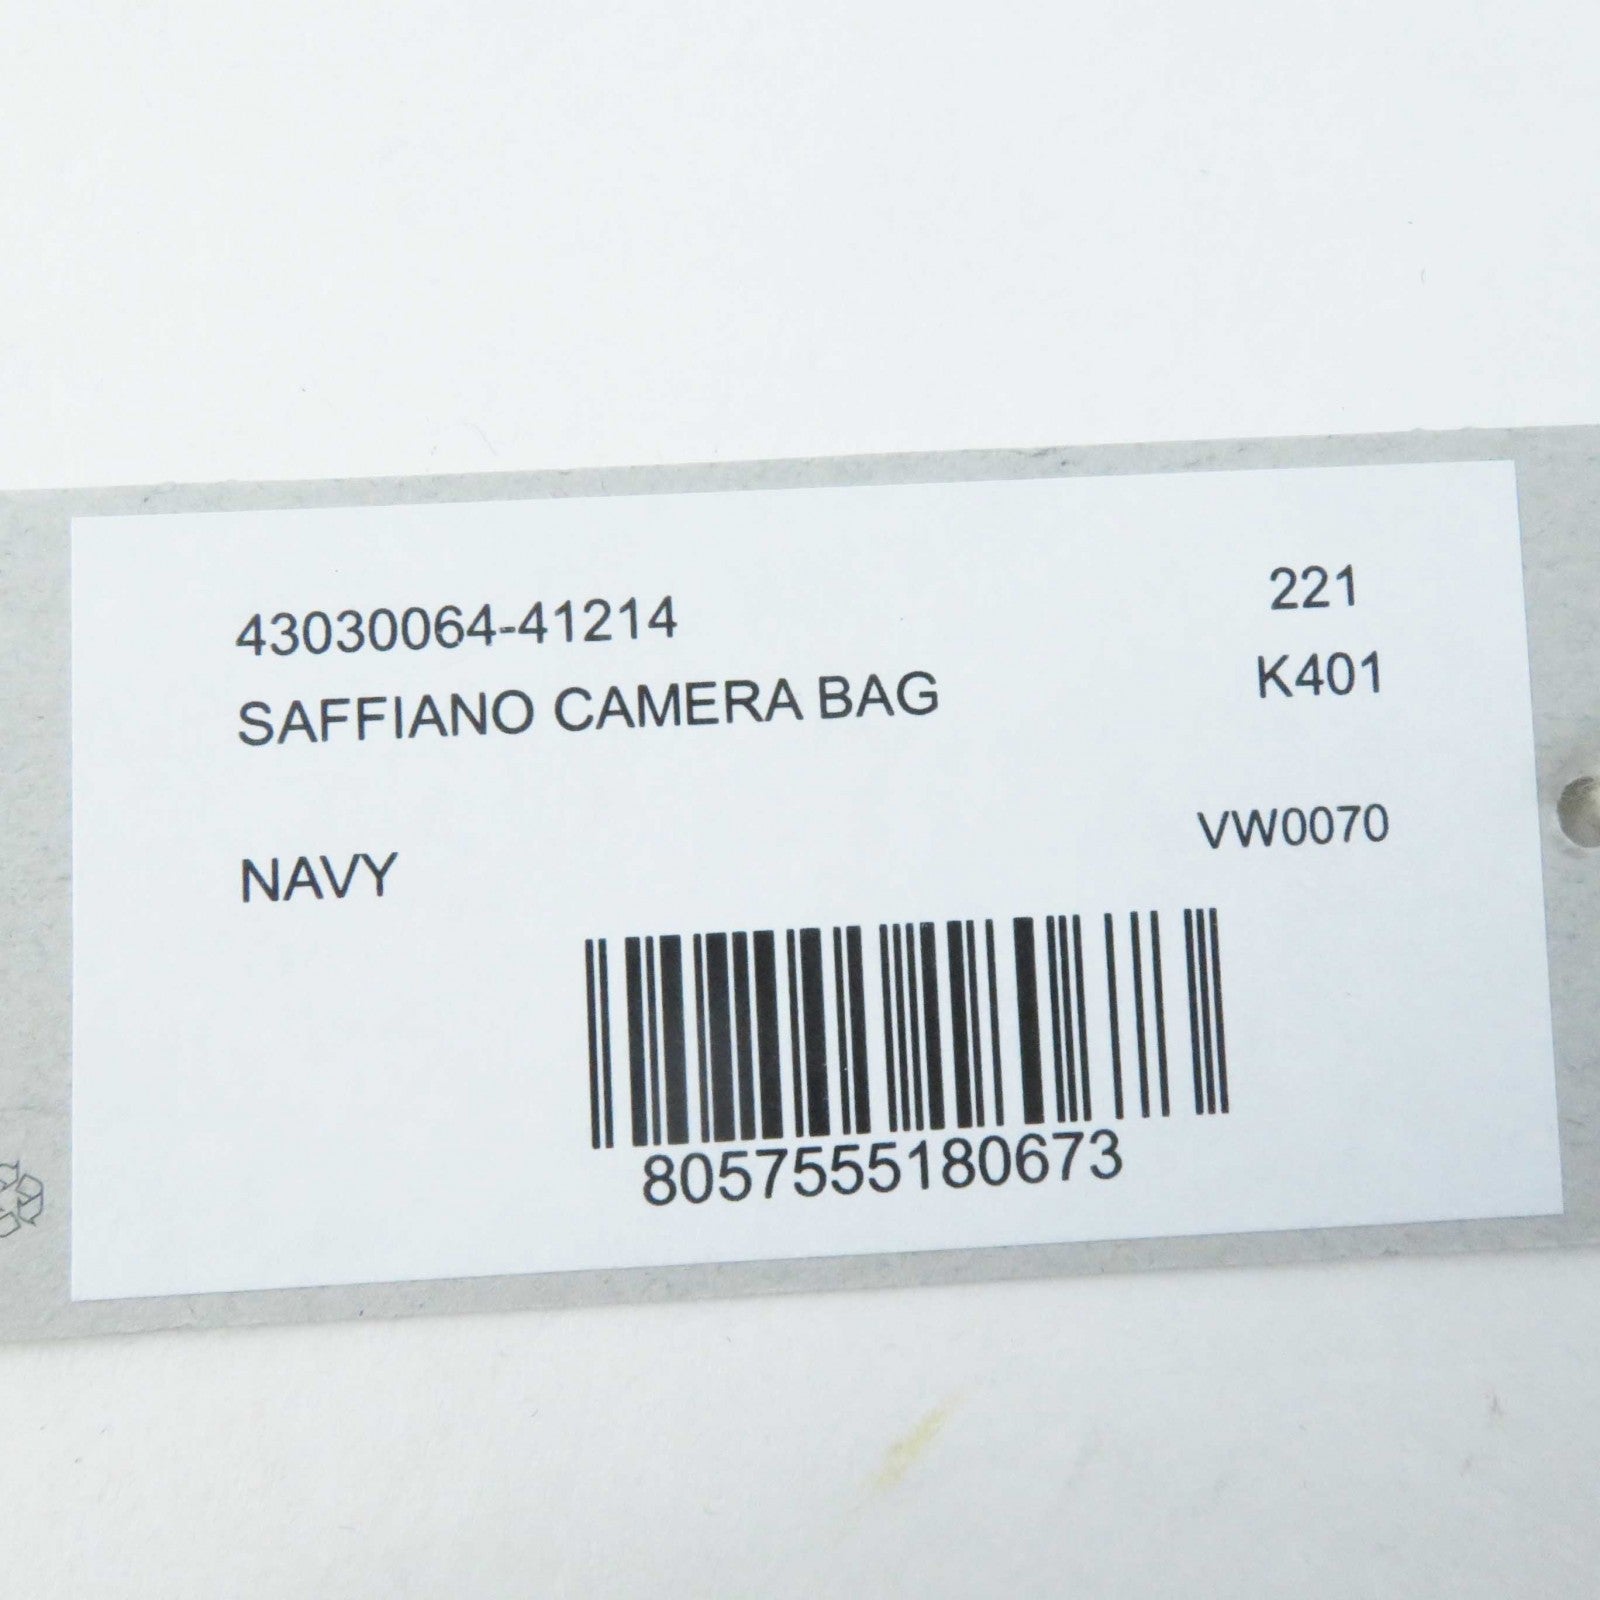 43030064-41214 221
SAFFIANO CAMERA BAG K401
NAVY VW0070
8057555180673